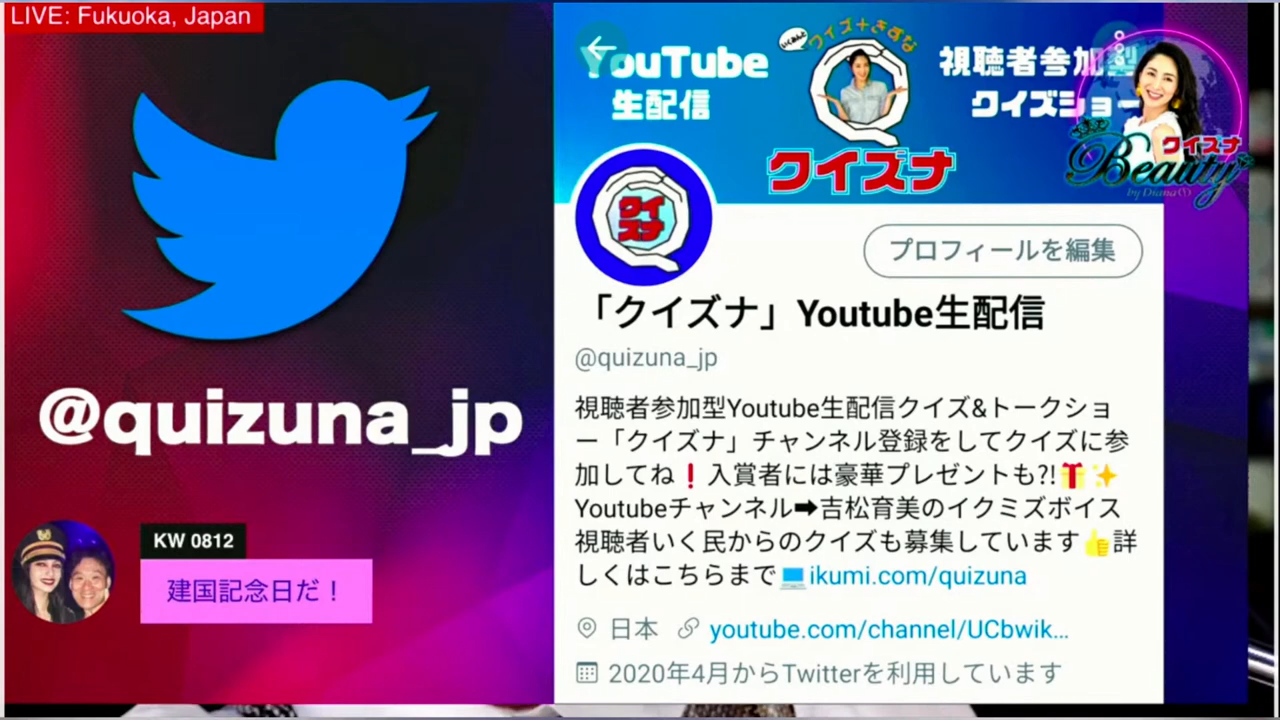 LIVE: Fukuoka, Japan
@quizuna_jp
KW 0812
建国記念日だ！
YouTube
生配信
いくみんと
クイズ+きずな
クイズナ
視聴者参加型
クイズショー
クイズナ
Beauty
by Diana
クイ
ズナ
プロフィールを編集
「クイズナ」Youtube生配信
@quizuna_jp
視聴者参加型Youtube生配信クイズ&トークショ
ー「クイズナ」チャンネル登録をしてクイズに参
加してね❗入賞者には豪華プレゼントも⁈🎁✨
Youtubeチャンネル➡吉松育美のイクミズボイス
視聴者いく民からのクイズも募集しています👍詳
しくはこちらまで💻ikumi.com/quizuna
日本 youtube.com/channel/UCbwik...
2020年4月からTwitterを利用しています